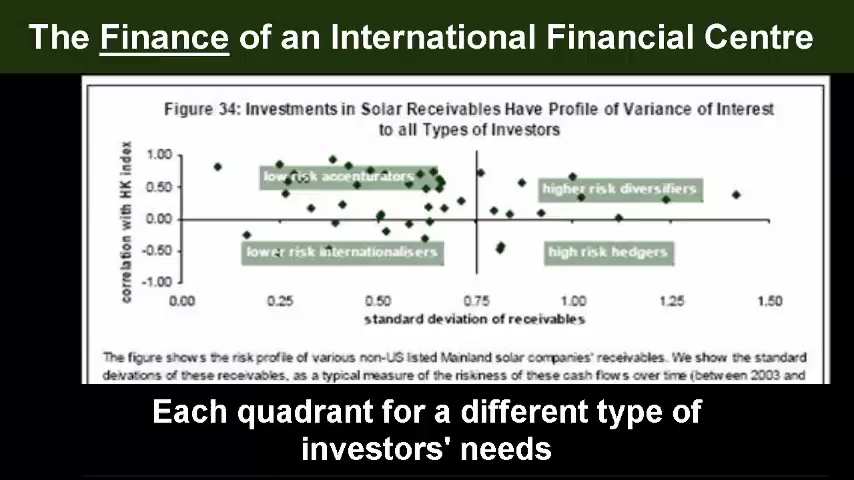 The Finance of an International Financial Centre
Figure 34: Investments in Solar Receivables Have Profile of Variance of Interest
to all Types of Investors
correlation with HK index
1.00
0.50
0.00
-0.50
-1.00
low risk accenturators
higher risk diversifiers
lower risk internationalisers
high risk hedgers
0.00 0.25 0.50 0.75 1.00 1.25 1.50
standard deviation of receivables
The figure shows the risk profile of various non-US listed Mainland solar companies' receivables. We show the standard
deivations of these receivables, as a typical measure of the riskiness of these cash flows over time (between 2003 and
Each quadrant for a different type of
investors' needs